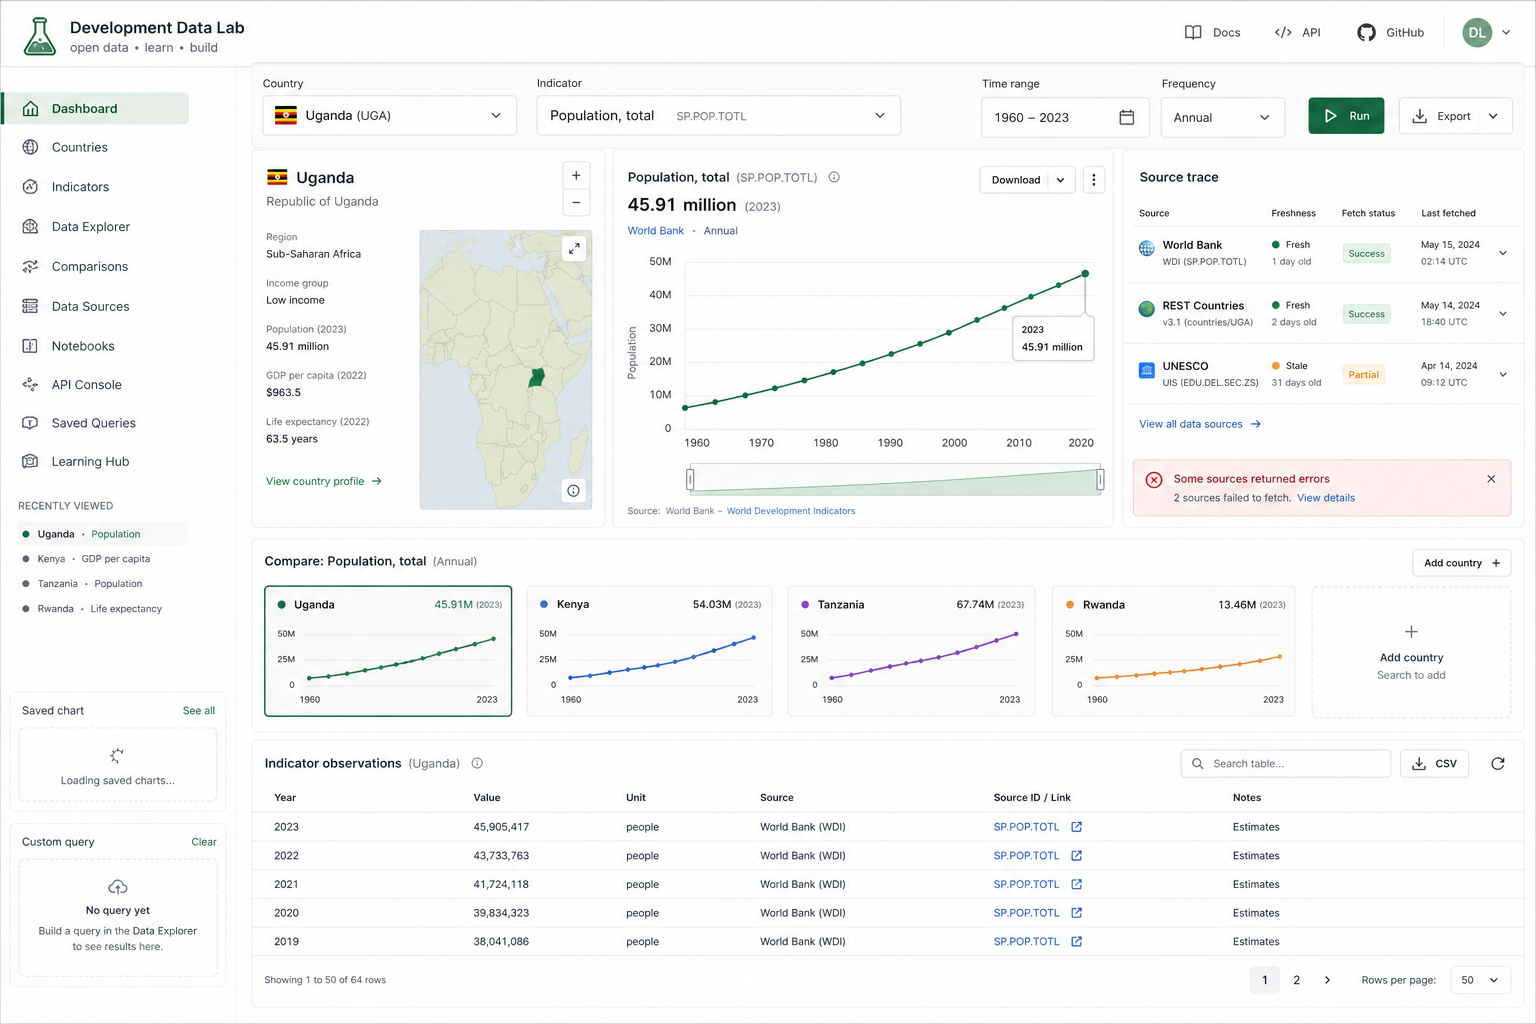 Development Data Lab
open data • learn • build
Docs
API
GitHub
DL
Dashboard
Countries
Indicators
Data Explorer
Comparisons
Data Sources
Notebooks
API Console
Saved Queries
Learning Hub
RECENTLY VIEWED
Uganda • Population
Kenya • GDP per capita
Tanzania • Population
Rwanda • Life expectancy
Saved chart See all
Loading saved charts...
Custom query Clear
No query yet
Build a query in the Data Explorer
to see results here.
Country
Uganda (UGA)
Indicator
Population, total SP.POP.TOTL
Time range
1960 – 2023
Frequency
Annual
Run
Export
Uganda
Republic of Uganda
+
−
Region
Sub-Saharan Africa
Income group
Low income
Population (2023)
45.91 million
GDP per capita (2022)
$963.5
Life expectancy (2022)
63.5 years
View country profile →
Population, total (SP.POP.TOTL)
Download
45.91 million (2023)
World Bank • Annual
Population
50M
40M
30M
20M
10M
0
2023
45.91 million
1960 1970 1980 1990 2000 2010 2020
Source: World Bank – World Development Indicators
Source trace
Source Freshness Fetch status Last fetched
World Bank Fresh Success May 15, 2024
WDI (SP.POP.TOTL) 1 day old 02:14 UTC
REST Countries Fresh Success May 14, 2024
v3.1 (countries/UGA) 2 days old 18:40 UTC
UNESCO Stale Partial Apr 14, 2024
UIS (EDU.DEL.SEC.ZS) 31 days old 09:12 UTC
View all data sources →
Some sources returned errors
2 sources failed to fetch. View details
Compare: Population, total (Annual)
Add country +
Uganda 45.91M (2023)
50M
25M
0
1960 2023
Kenya 54.03M (2023)
50M
25M
0
1960 2023
Tanzania 67.74M (2023)
50M
25M
0
1960 2023
Rwanda 13.46M (2023)
50M
25M
0
1960 2023
+
Add country
Search to add
Indicator observations (Uganda)
Search table...
CSV
Year Value Unit Source Source ID / Link Notes
2023 45,905,417 people World Bank (WDI) SP.POP.TOTL Estimates
2022 43,733,763 people World Bank (WDI) SP.POP.TOTL Estimates
2021 41,724,118 people World Bank (WDI) SP.POP.TOTL Estimates
2020 39,834,323 people World Bank (WDI) SP.POP.TOTL Estimates
2019 38,041,086 people World Bank (WDI) SP.POP.TOTL Estimates
Showing 1 to 50 of 64 rows
1 2
Rows per page: 50